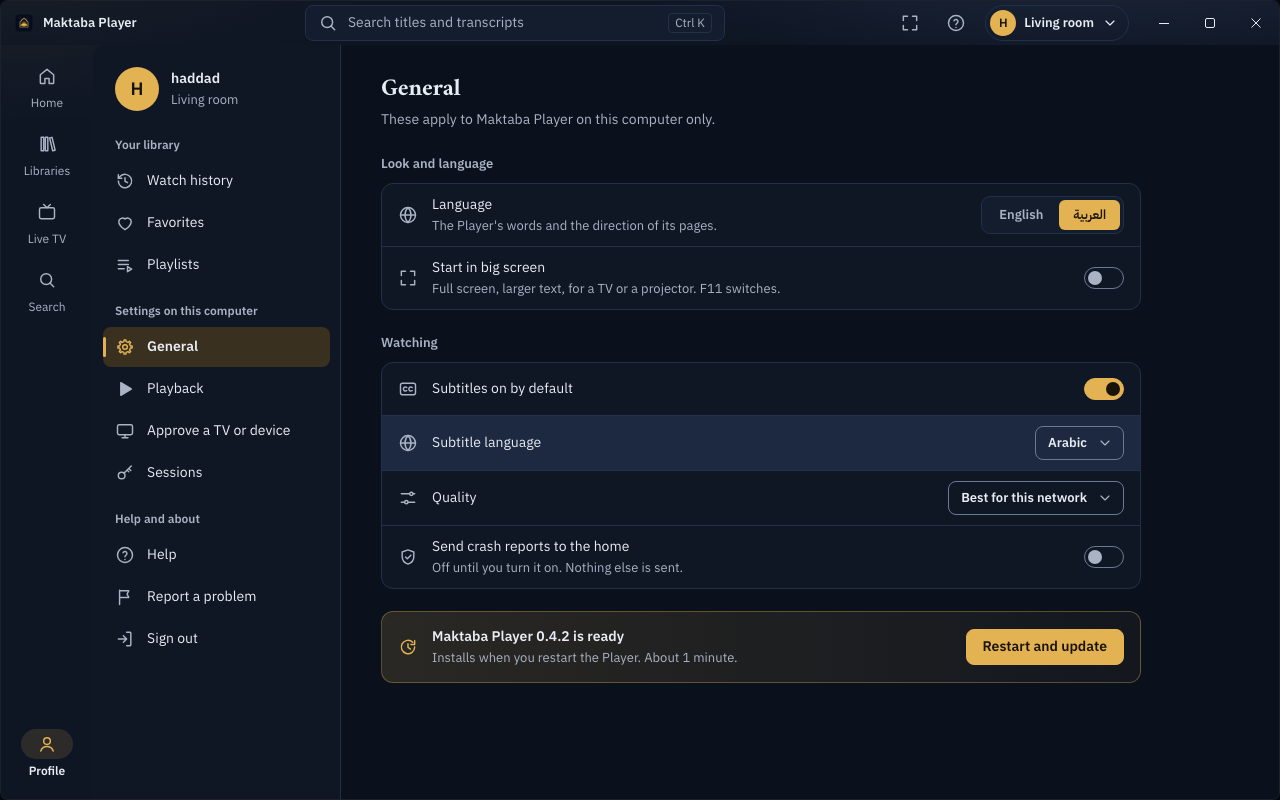 Maktaba Player
Search titles and transcripts
Ctrl K
H
Living room
Home
Libraries
Live TV
Search
Profile
H
haddad
Living room
Your library
Watch history
Favorites
Playlists
Settings on this computer
General
Playback
Approve a TV or device
Sessions
Help and about
Help
Report a problem
Sign out
General
These apply to Maktaba Player on this computer only.
Look and language
Language
The Player's words and the direction of its pages.
English
العربية
Start in big screen
Full screen, larger text, for a TV or a projector. F11 switches.
Watching
CC
Subtitles on by default
Subtitle language
Arabic
Quality
Best for this network
Send crash reports to the home
Off until you turn it on. Nothing else is sent.
Maktaba Player 0.4.2 is ready
Installs when you restart the Player. About 1 minute.
Restart and update